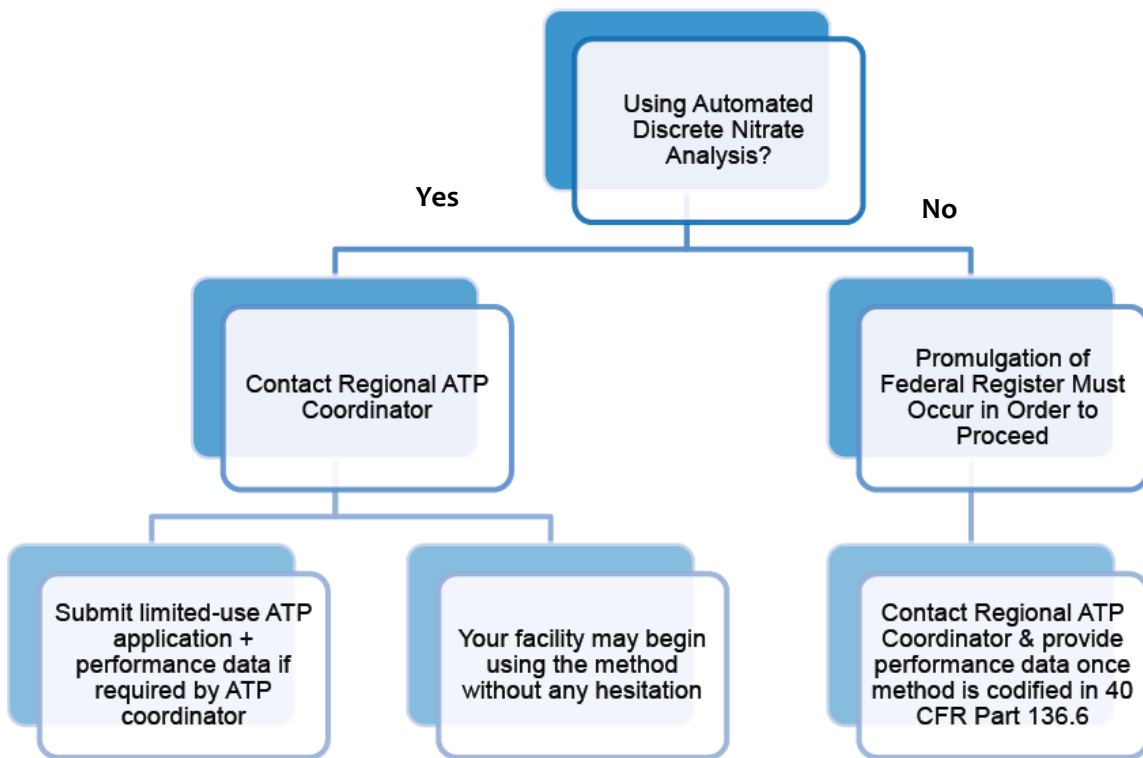 Using Automated
Discrete Nitrate
Analysis?
Yes
No
Contact Regional ATP
Coordinator
Promulgation of
Federal Register Must
Occur in Order to
Proceed
Submit limited-use ATP
application +
performance data if
required by ATP
coordinator
Your facility may begin
using the method
without any hesitation
Contact Regional ATP
Coordinator & provide
performance data once
method is codified in 40
CFR Part 136.6